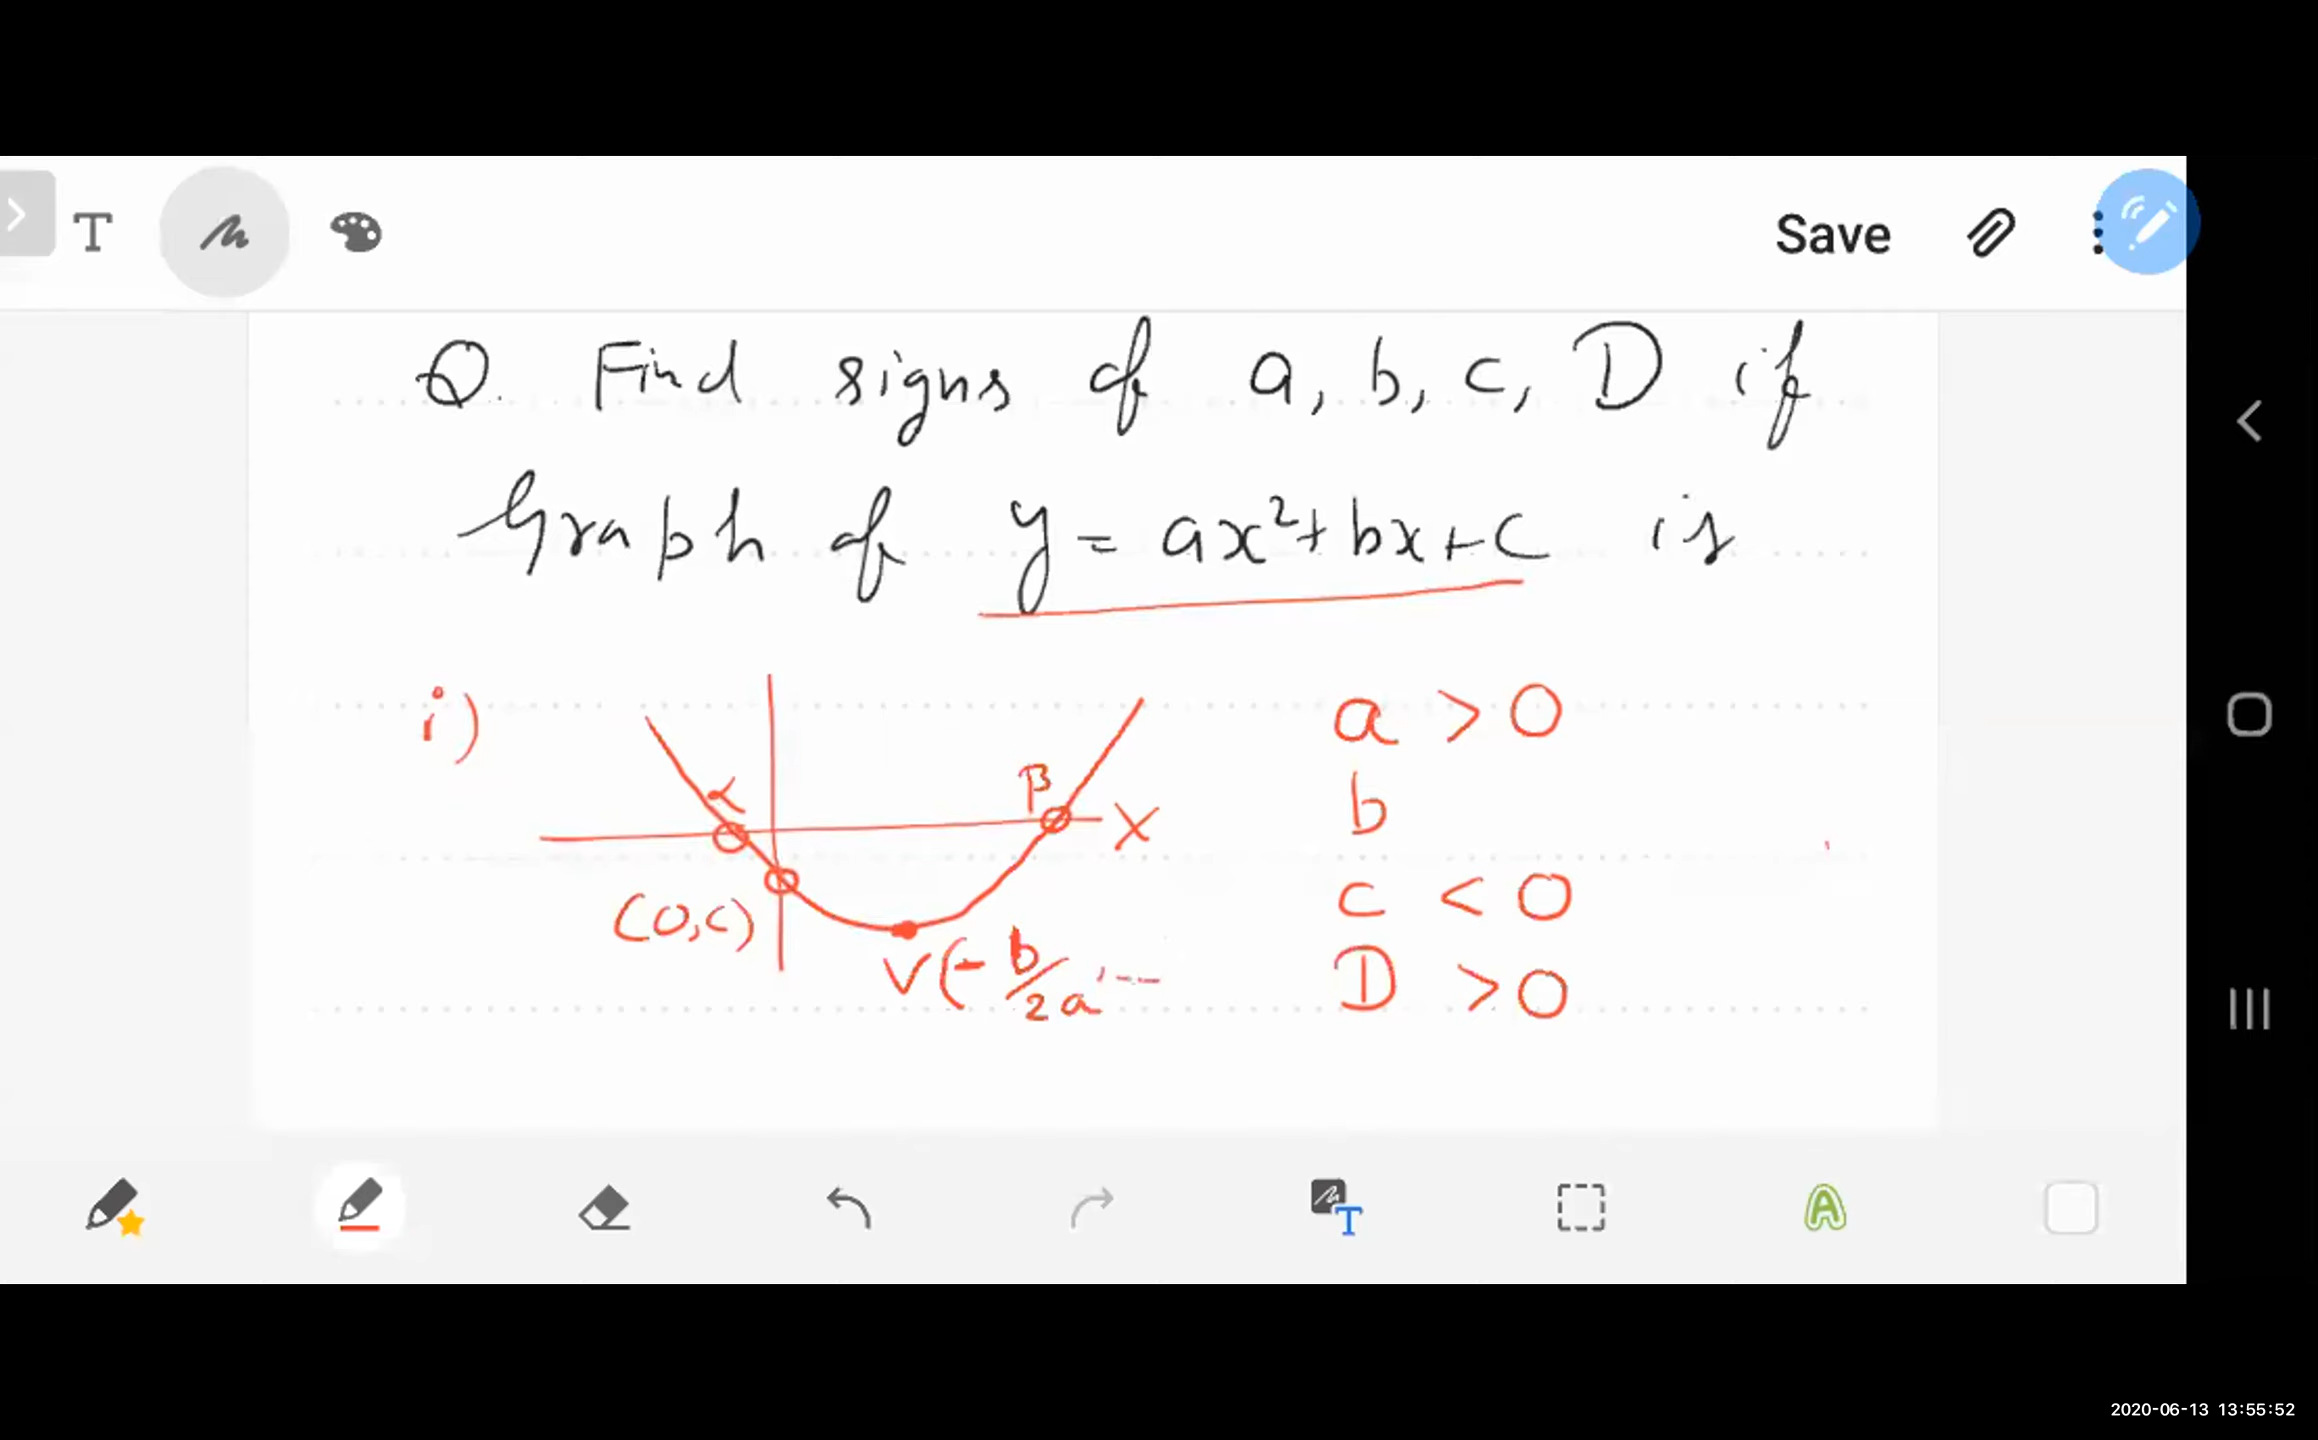 T
Save
Q. Find signs of a, b, c, D if
Graph of y = ax²+ bx+c is
i)
a > 0
α
β
X
b
(0,c)
c < 0
V(-b/2a,--
D > 0
T
A
2020-06-13 13:55:52